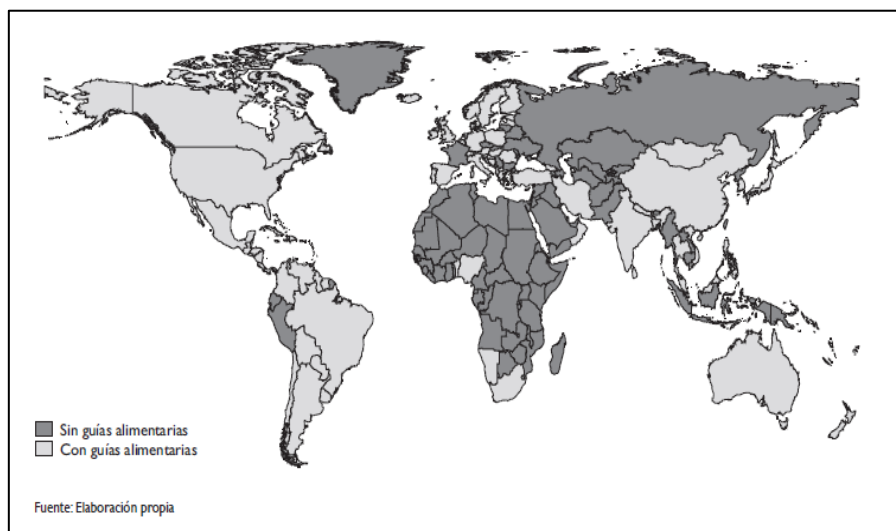 Sin guías alimentarias
Con guías alimentarias
Fuente: Elaboración propia